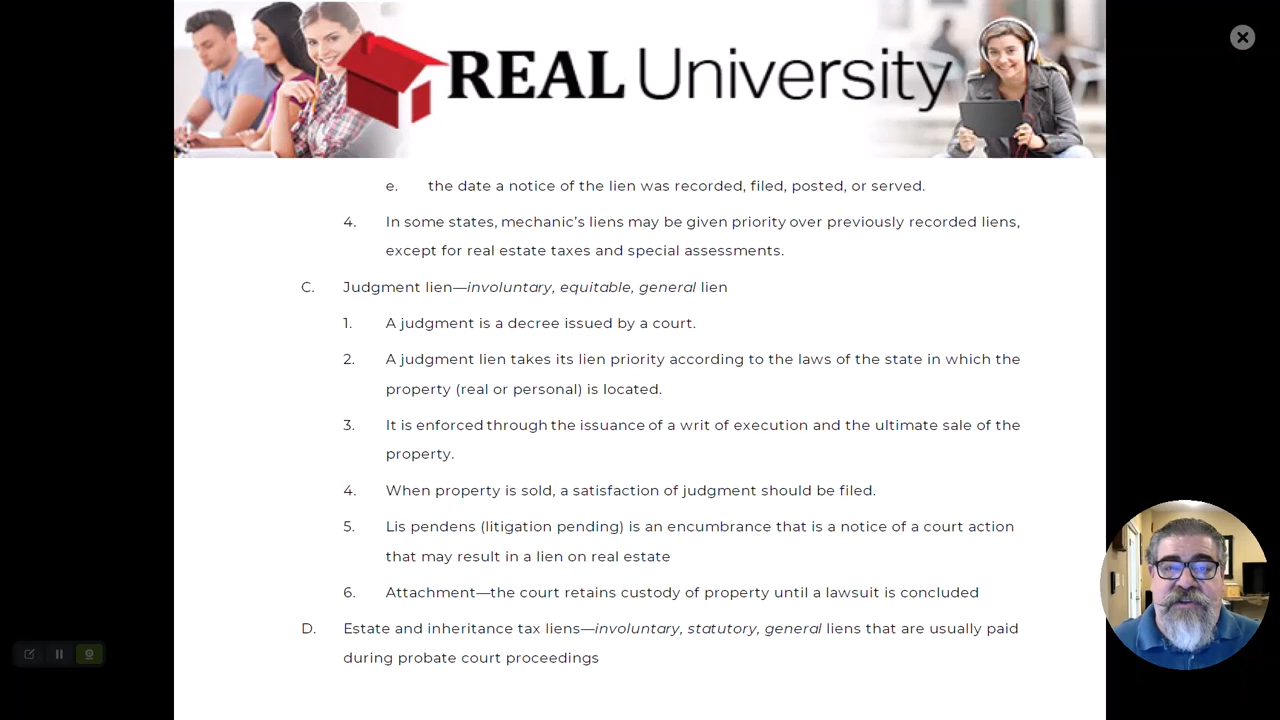 REAL University
e. the date a notice of the lien was recorded, filed, posted, or served.
4. In some states, mechanic’s liens may be given priority over previously recorded liens,
except for real estate taxes and special assessments.
C. Judgment lien—involuntary, equitable, general lien
1. A judgment is a decree issued by a court.
2. A judgment lien takes its lien priority according to the laws of the state in which the
property (real or personal) is located.
3. It is enforced through the issuance of a writ of execution and the ultimate sale of the
property.
4. When property is sold, a satisfaction of judgment should be filed.
5. Lis pendens (litigation pending) is an encumbrance that is a notice of a court action
that may result in a lien on real estate
6. Attachment—the court retains custody of property until a lawsuit is concluded
D. Estate and inheritance tax liens—involuntary, statutory, general liens that are usually paid
during probate court proceedings